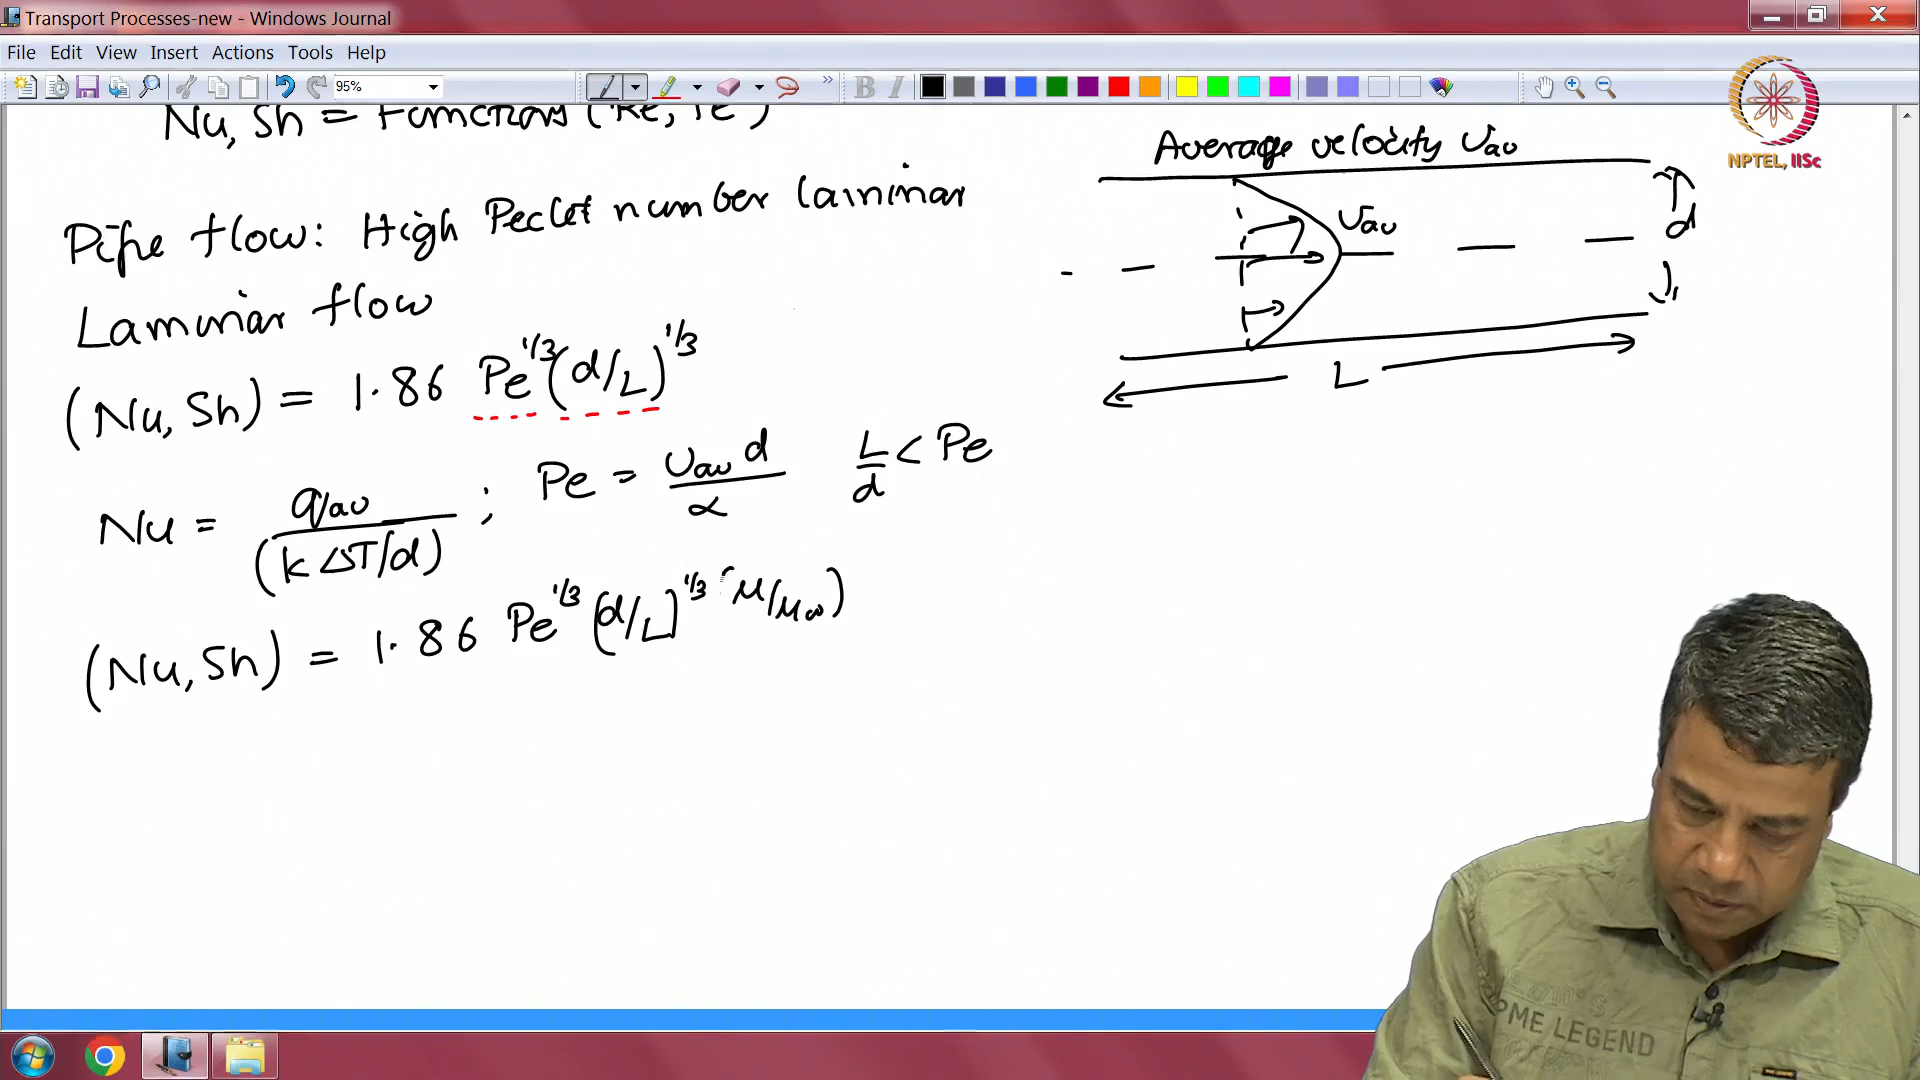 Transport Processes-new - Windows Journal
File Edit View Insert Actions Tools Help
95%
B I
NPTEL, IISc
Nu, Sh = Functions (Re, Pe)
Average velocity Uav
Pipe flow: High Peclet number laminar
Uav
d
Laminar flow
(Nu, Sh) = 1.86 Pe^1/3 (d/L)^1/3
L
Nu = qav / (k ΔT/d) ; Pe = Uav d / α L/d < Pe
(Nu, Sh) = 1.86 Pe^1/3 (d/L)^1/3 (μ/μw)
PME LEGEND